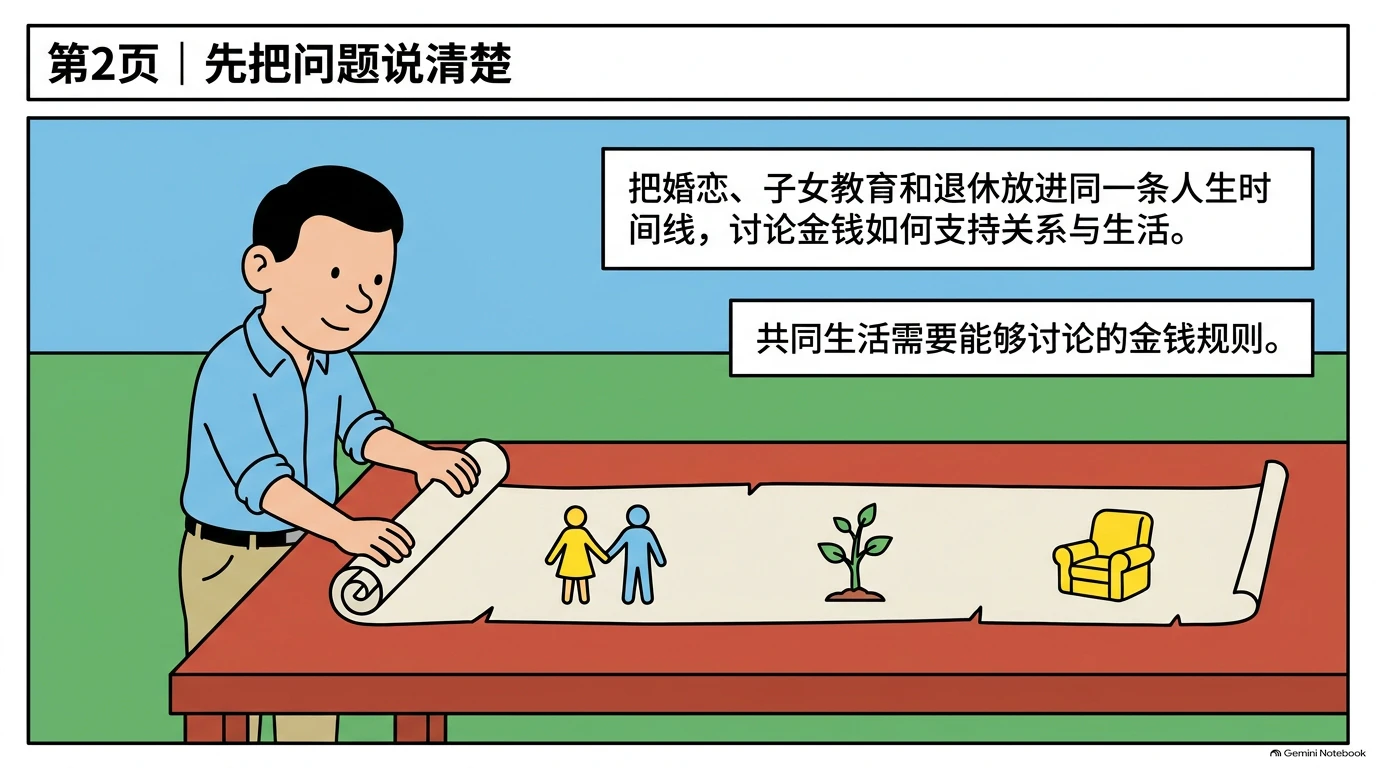 第2页｜先把问题说清楚
把婚恋、子女教育和退休放进同一条人生时
间线，讨论金钱如何支持关系与生活。
共同生活需要能够讨论的金钱规则。
Gemini Notebook